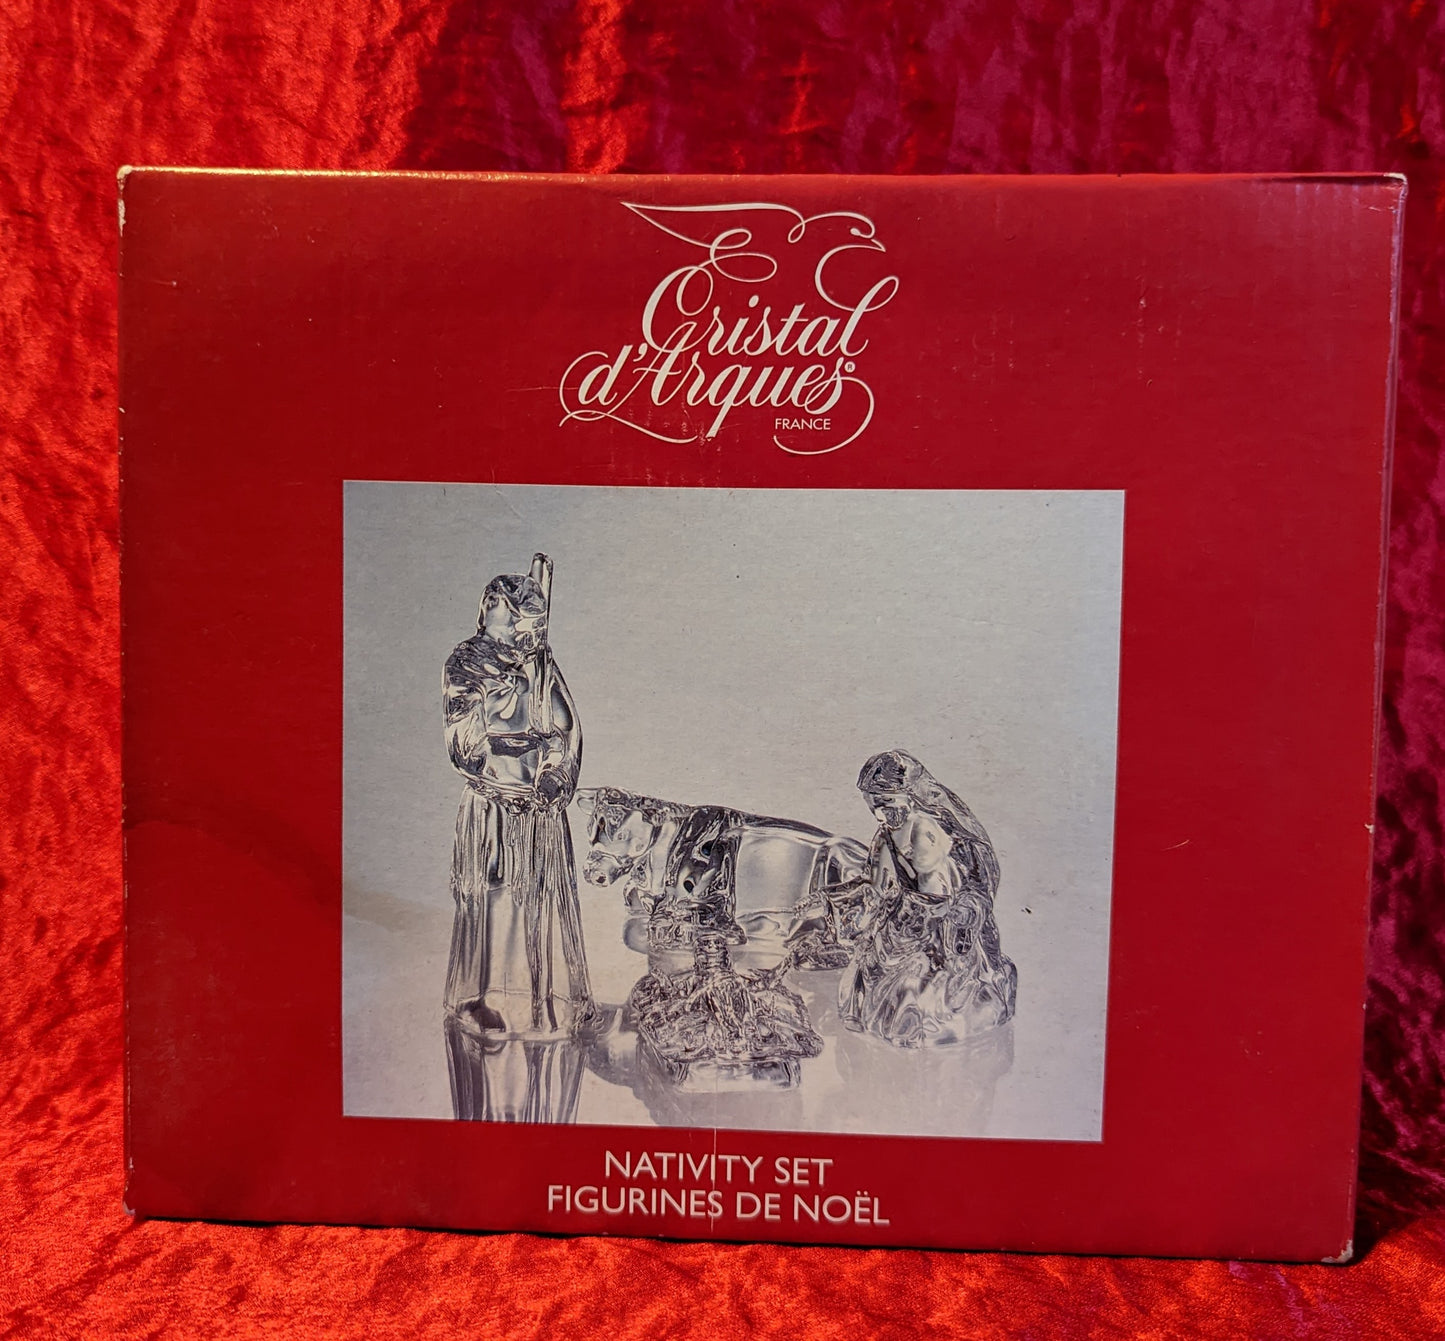 Cristal
d'Arques®
FRANCE
NATIVITY SET
FIGURINES DE NOËL